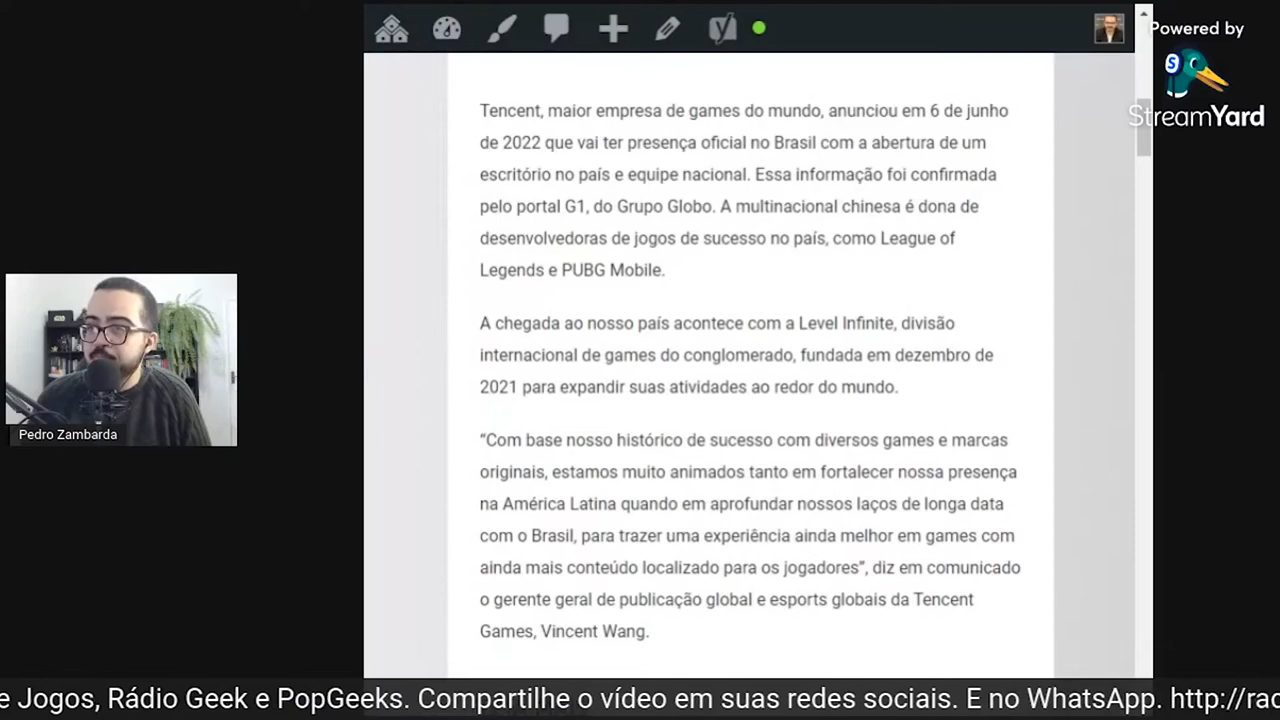 Powered by
StreamYard
Tencent, maior empresa de games do mundo, anunciou em 6 de junho
de 2022 que vai ter presença oficial no Brasil com a abertura de um
escritório no país e equipe nacional. Essa informação foi confirmada
pelo portal G1, do Grupo Globo. A multinacional chinesa é dona de
desenvolvedoras de jogos de sucesso no país, como League of
Legends e PUBG Mobile.
A chegada ao nosso país acontece com a Level Infinite, divisão
internacional de games do conglomerado, fundada em dezembro de
2021 para expandir suas atividades ao redor do mundo.
“Com base nosso histórico de sucesso com diversos games e marcas
originais, estamos muito animados tanto em fortalecer nossa presença
na América Latina quando em aprofundar nossos laços de longa data
com o Brasil, para trazer uma experiência ainda melhor em games com
ainda mais conteúdo localizado para os jogadores”, diz em comunicado
o gerente geral de publicação global e esports globais da Tencent
Games, Vincent Wang.
Pedro Zambarda
e Jogos, Rádio Geek e PopGeeks. Compartilhe o vídeo em suas redes sociais. E no WhatsApp. http://rad